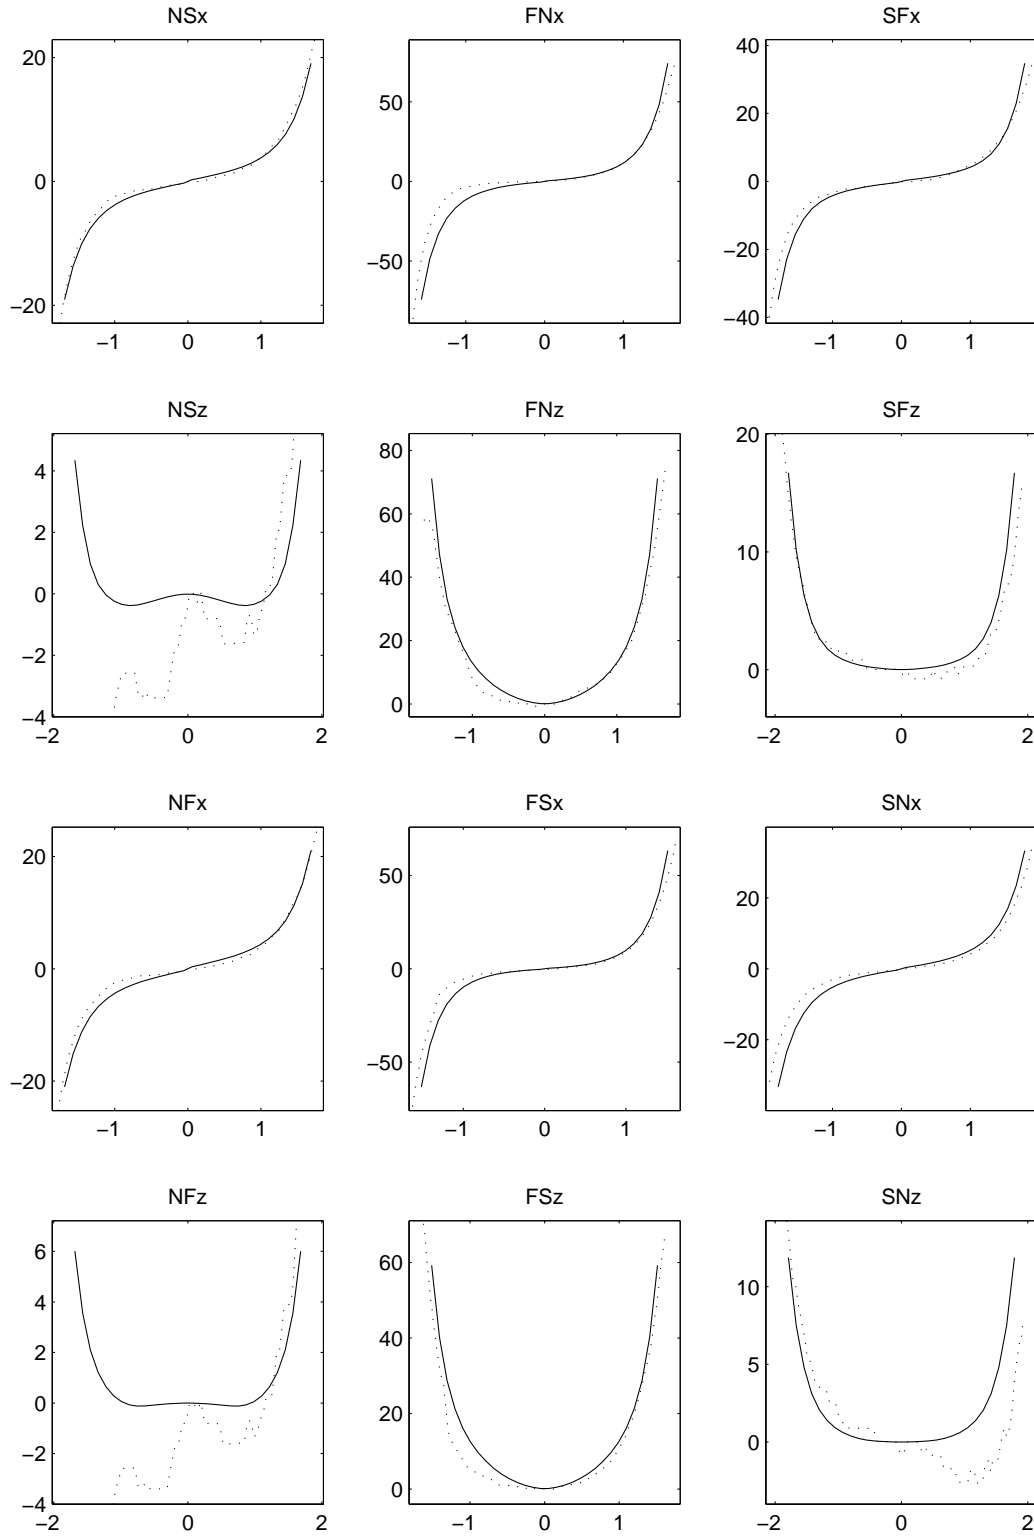 NSx FNx SFx
20 0 −20 −1 0 1
50 0 −50 −1 0 1
40 20 0 −20 −40 −1 0 1
NSz FNz SFz
4 2 0 −2 −4 −2 0 2
80 60 40 20 0 −1 0 1
20 10 0 −2 0 2
NFx FSx SNx
20 0 −20 −1 0 1
50 0 −50 −1 0 1
20 0 −20 −1 0 1
NFz FSz SNz
6 4 2 0 −2 −4 −2 0 2
60 40 20 0 −1 0 1
10 5 0 −2 0 2